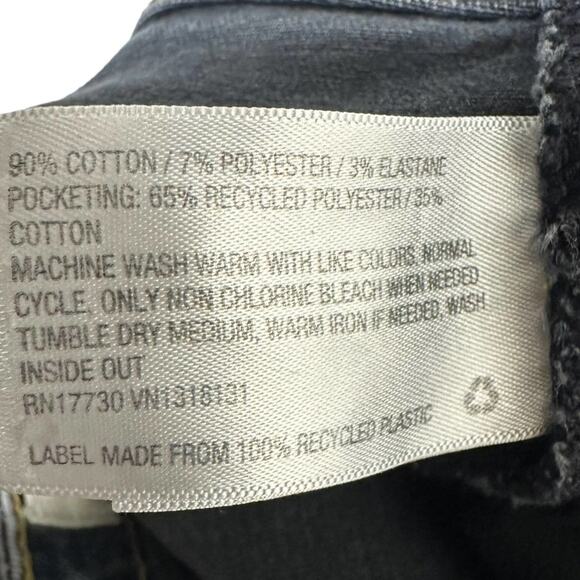 90% COTTON / 7% POLYESTER / 3% ELASTANE
POCKETING: 65% RECYCLED POLYESTER / 35%
COTTON
MACHINE WASH WARM WITH LIKE COLORS, NORMAL
CYCLE. ONLY NON CHLORINE BLEACH WHEN NEEDED
TUMBLE DRY MEDIUM, WARM IRON IF NEEDED, WASH
INSIDE OUT
RN17730 VN1318131
LABEL MADE FROM 100% RECYCLED PLASTIC